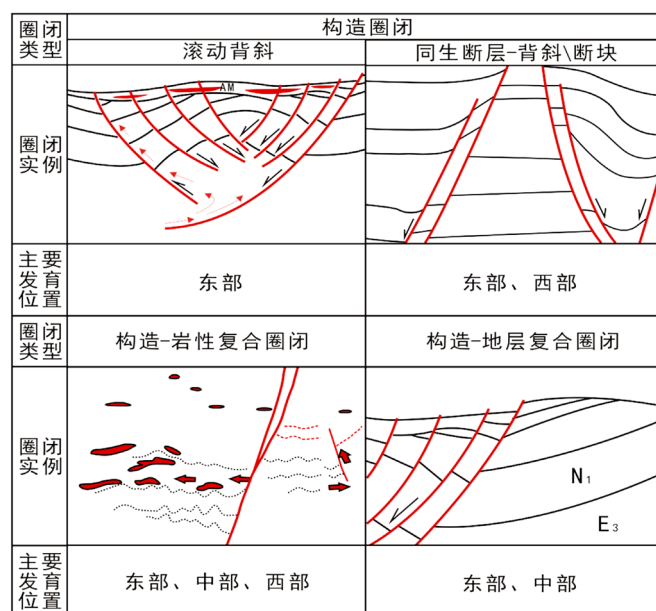 圈闭类型
构造圈闭
滚动背斜
同生断层-背斜\断块
圈闭实例
AM
主要发育位置
东部
东部、西部
圈闭类型
构造-岩性复合圈闭
构造-地层复合圈闭
圈闭实例
N₁
E₃
主要发育位置
东部、中部、西部
东部、中部